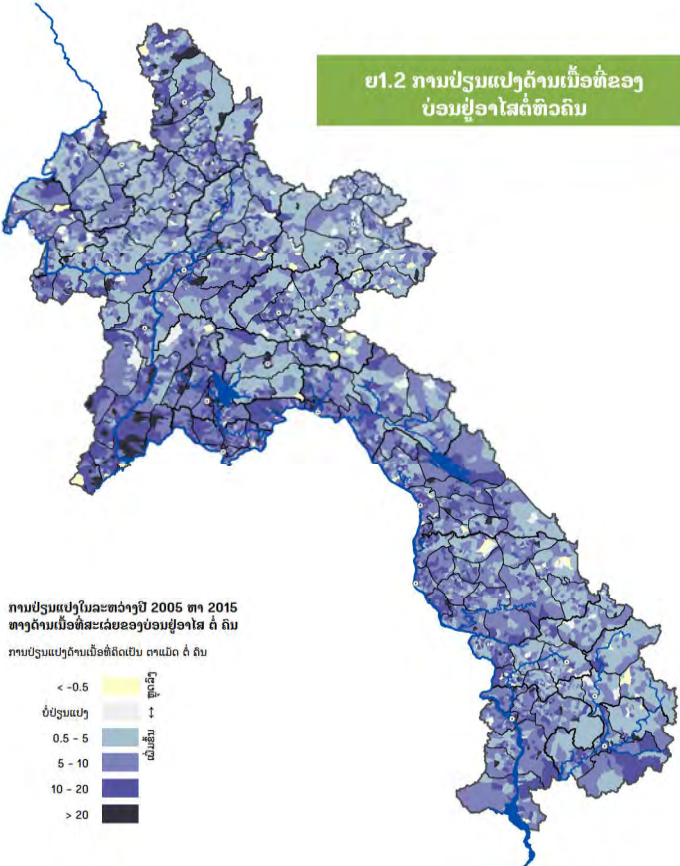 ຍ1.2 ການປ່ຽນແປງດ້ານເນື້ອທີ່ຂອງ
ບ່ອນຢູ່ອາໄສຕໍ່ຫົວຄົນ
ການປ່ຽນແປງໃນລະຫວ່າງປີ 2005 ຫາ 2015
ທາງດ້ານເນື້ອທີ່ສະເລ່ຍຂອງບ່ອນຢູ່ອາໄສ ຕໍ່ ຄົນ
ການປ່ຽນແປງດ້ານເນື້ອທີ່ຄິດເປັນ ຕາແມັດ ຕໍ່ ຄົນ
< -0.5
ຫຼຸດລົງ
ບໍ່ປ່ຽນແປງ
↔
0.5 - 5
ເພີ່ມຂຶ້ນ
5 - 10
10 - 20
> 20